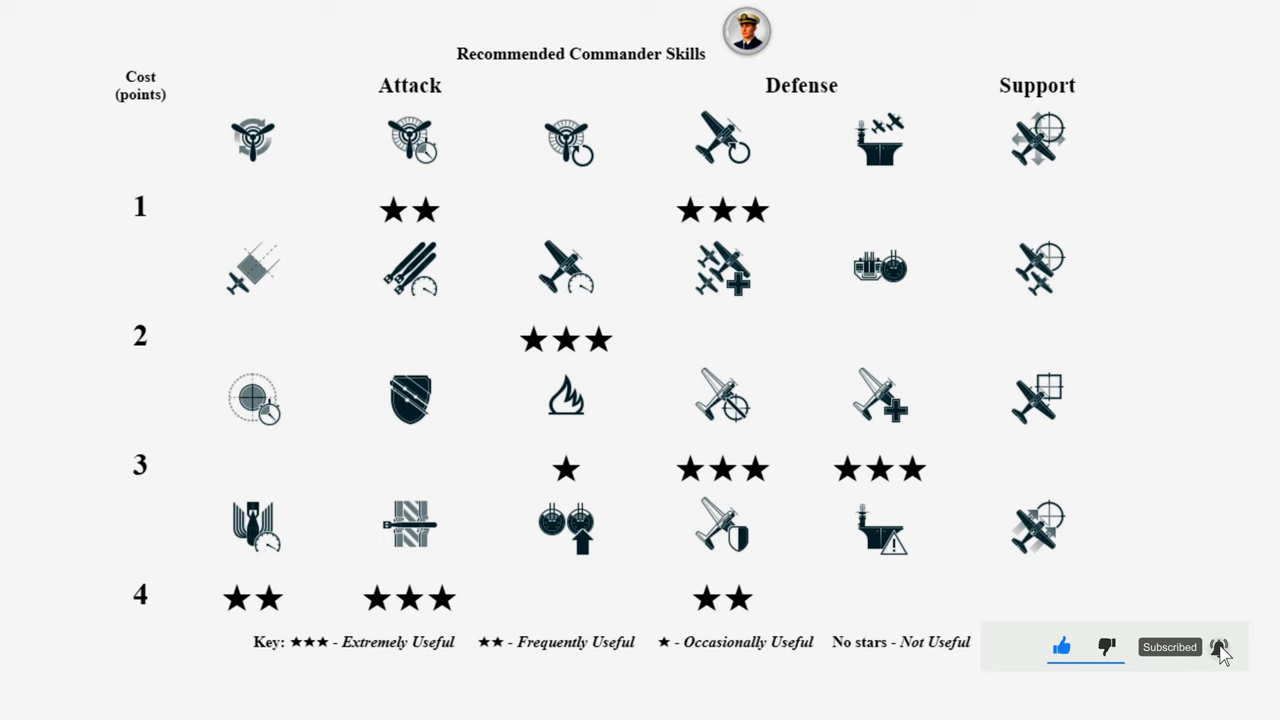 Recommended Commander Skills
Cost
(points)
Attack
Defense
Support
1
★★
★★★
2
★★★
3
★
★★★
★★★
4
★★
★★★
★★
Key: ★★★ - Extremely Useful ★★ - Frequently Useful ★ - Occasionally Useful No stars - Not Useful
Subscribed